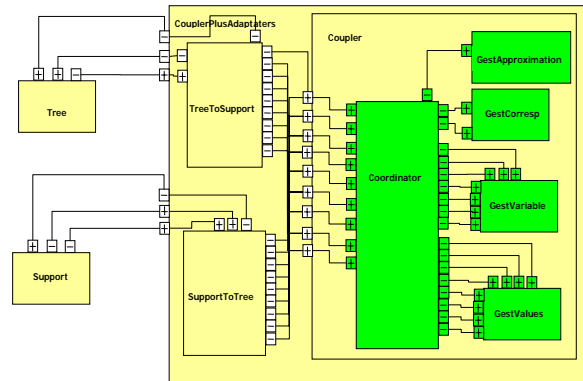 CouplerPlusAdaptaters
Coupler
GestApproximation
TreeToSupport
GestCorresp
Tree
Coordinator
GestVariable
Support
SupportToTree
GestValues